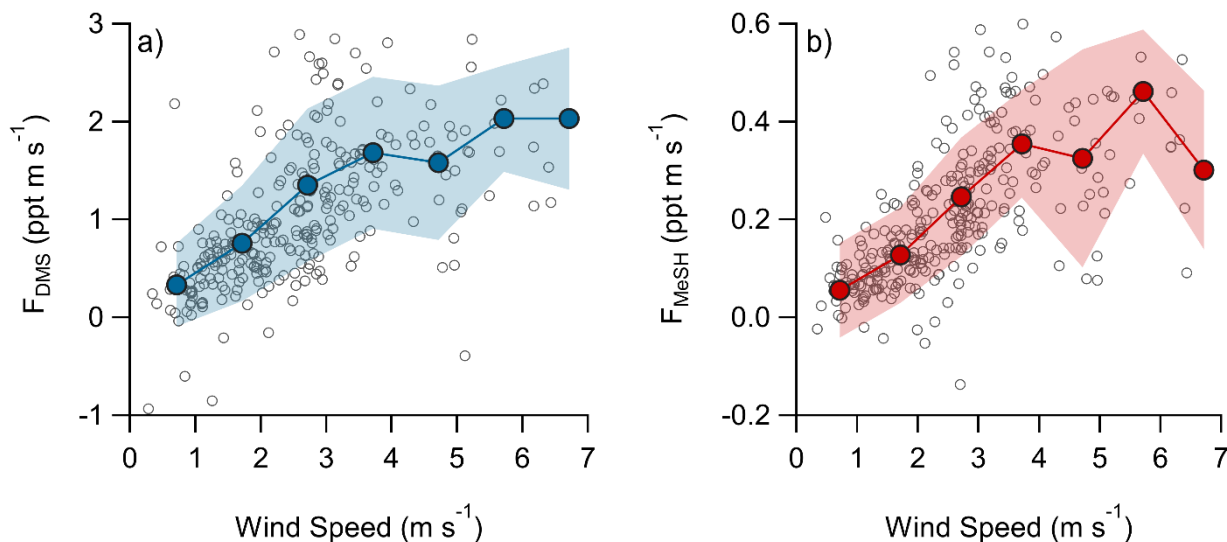 a)
3
2
1
0
-1
F_DMS (ppt m s⁻¹)
0 1 2 3 4 5 6 7
Wind Speed (m s⁻¹)
b)
0.6
0.4
0.2
0.0
-0.2
F_MeSH (ppt m s⁻¹)
0 1 2 3 4 5 6 7
Wind Speed (m s⁻¹)